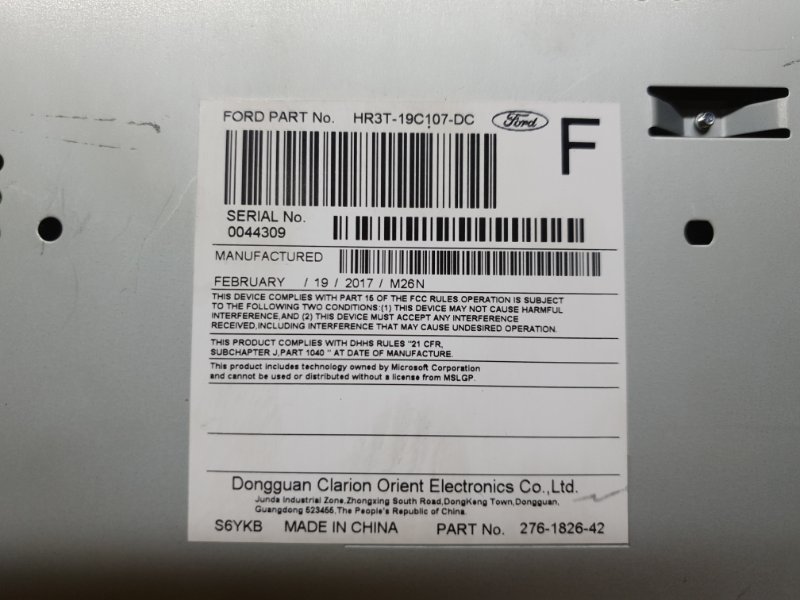 FORD PART No. HR3T-19C107-DC Ford F
SERIAL No.
0044309
MANUFACTURED
FEBRUARY / 19 / 2017 / M26N
THIS DEVICE COMPLIES WITH PART 15 OF THE FCC RULES OPERATION IS SUBJECT
TO THE FOLLOWING TWO CONDITIONS:(1) THIS DEVICE MAY NOT CAUSE HARMFUL
INTERFERENCE,AND (2) THIS DEVICE MUST ACCEPT ANY INTERFERENCE
RECEIVED,INCLUDING INTERFERENCE THAT MAY CAUSE UNDESIRED OPERATION.
THIS PRODUCT COMPLIES WITH DHHS RULES "21 CFR,
SUBCHAPTER J,PART 1040 " AT DATE OF MANUFACTURE.
This product includes technology owned by Microsoft Corporation
and cannot be used or distributed without a license from MSLGP.
Dongguan Clarion Orient Electronics Co.,Ltd.
Junda Industrial Zone,Zhongxing South Road,DongKeng Town,Dongguan,
Guangdong 523455,The People's Republic of China
S6YKB MADE IN CHINA PART No. 276-1826-42